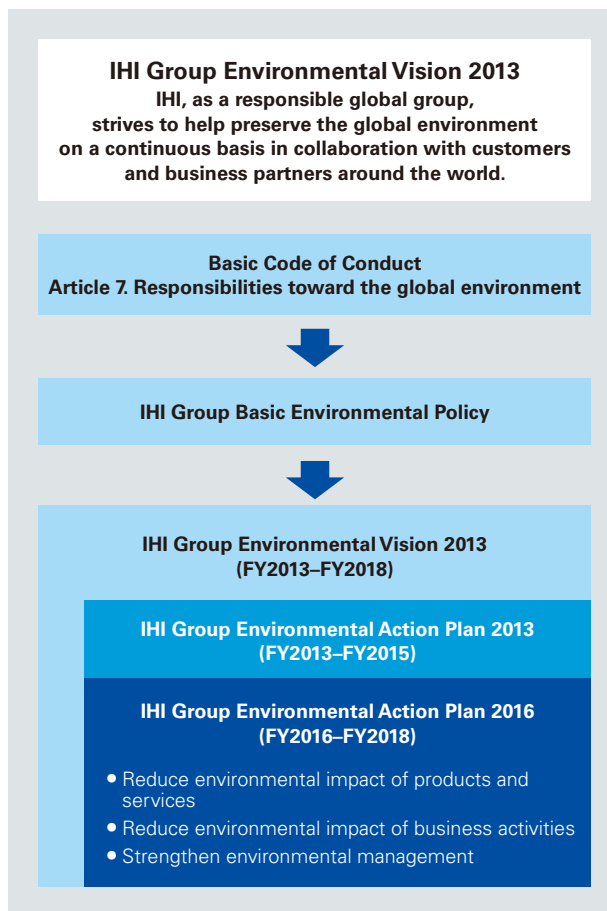 IHI Group Environmental Vision 2013
IHI, as a responsible global group,
strives to help preserve the global environment
on a continuous basis in collaboration with customers
and business partners around the world.
Basic Code of Conduct
Article 7. Responsibilities toward the global environment
IHI Group Basic Environmental Policy
IHI Group Environmental Vision 2013
(FY2013–FY2018)
IHI Group Environmental Action Plan 2013
(FY2013–FY2015)
IHI Group Environmental Action Plan 2016
(FY2016–FY2018)
● Reduce environmental impact of products and
services
● Reduce environmental impact of business activities
● Strengthen environmental management